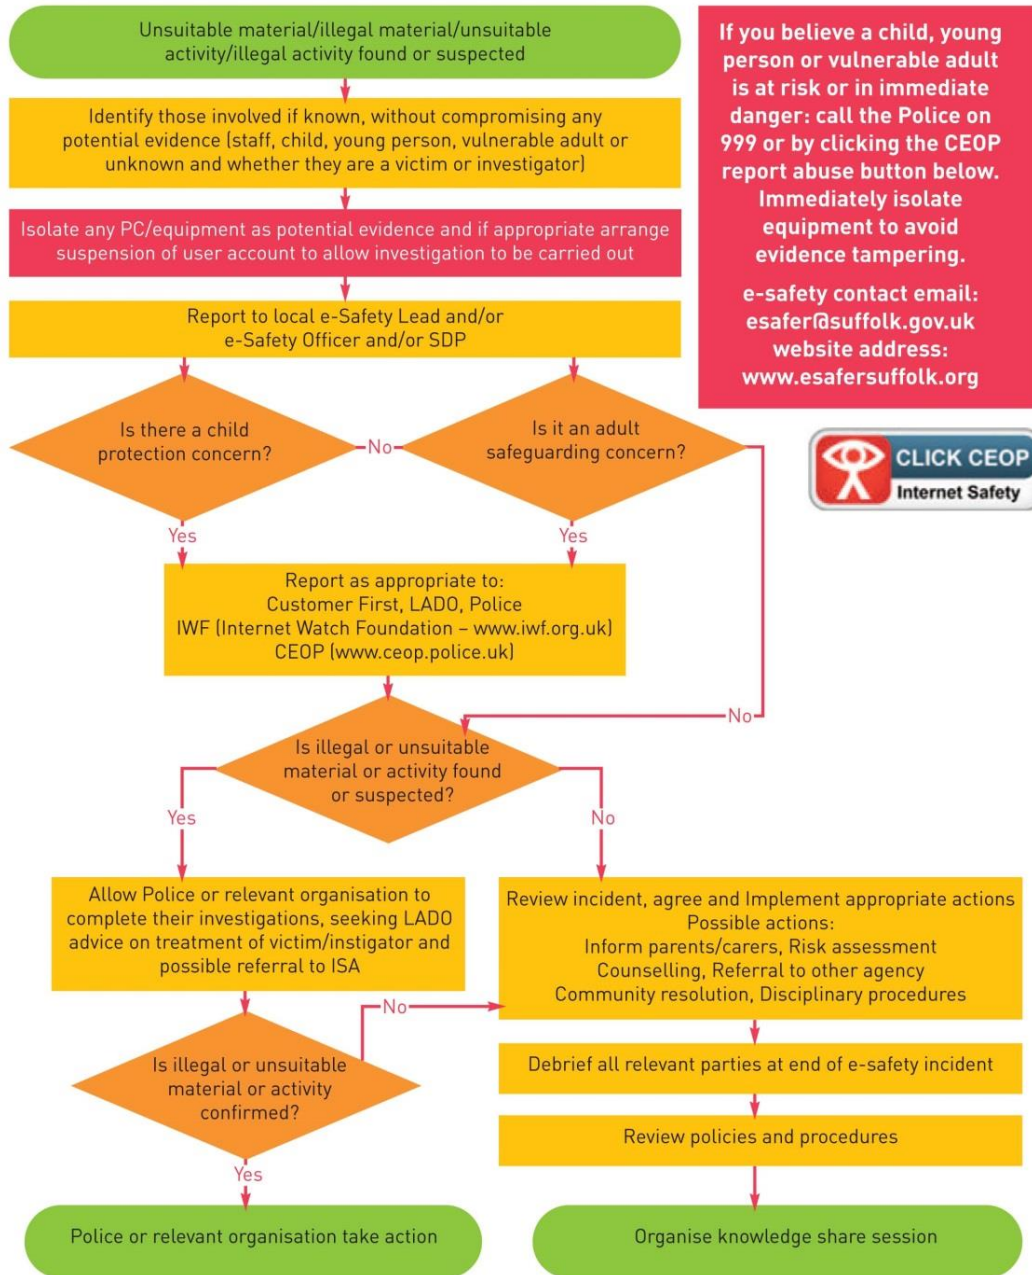 Unsuitable material/illegal material/unsuitable
activity/illegal activity found or suspected
If you believe a child, young
person or vulnerable adult
is at risk or in immediate
danger: call the Police on
999 or by clicking the CEOP
report abuse button below.
Immediately isolate
equipment to avoid
evidence tampering.
e-safety contact email:
esafer@suffolk.gov.uk
website address:
www.esafersuffolk.org
CLICK CEOP
Internet Safety
Identify those involved if known, without compromising any
potential evidence (staff, child, young person, vulnerable adult or
unknown and whether they are a victim or investigator)
Isolate any PC/equipment as potential evidence and if appropriate arrange
suspension of user account to allow investigation to be carried out
Report to local e-Safety Lead and/or
e-Safety Officer and/or SDP
Is there a child
protection concern?
No
Is it an adult
safeguarding concern?
Yes
Yes
Report as appropriate to:
Customer First, LADO, Police
IWF (Internet Watch Foundation – www.iwf.org.uk)
CEOP (www.ceop.police.uk)
No
Is illegal or unsuitable
material or activity found
or suspected?
Yes
No
Allow Police or relevant organisation to
complete their investigations, seeking LADO
advice on treatment of victim/instigator and
possible referral to ISA
Review incident, agree and Implement appropriate actions
Possible actions:
Inform parents/carers, Risk assessment
Counselling, Referral to other agency
Community resolution, Disciplinary procedures
No
Is illegal or unsuitable
material or activity
confirmed?
Debrief all relevant parties at end of e-safety incident
Review policies and procedures
Yes
Police or relevant organisation take action
Organise knowledge share session